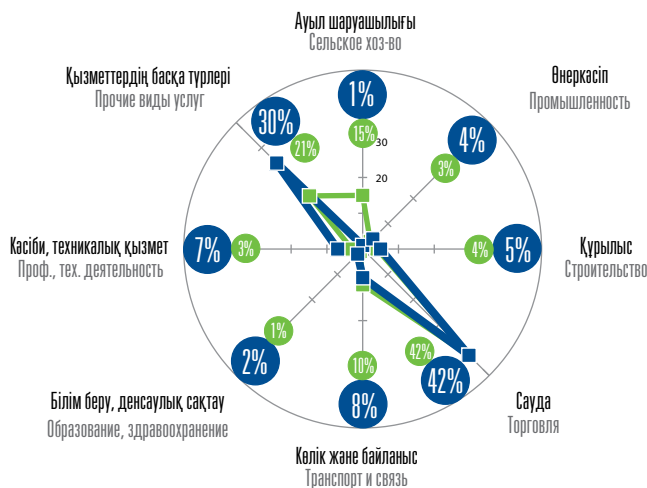 Ауыл шаруашылығы
Сельское хоз-во
1%
15%
30
20
Өнеркәсіп
Промышленность
4%
3%
Құрылыс
Строительство
5%
4%
Сауда
Торговля
42%
42%
Көлік және байланыс
Транспорт и связь
10%
8%
Білім беру, денсаулық сақтау
Образование, здравоохранение
1%
2%
Кәсіби, техникалық қызмет
Проф., тех. деятельность
7%
3%
Қызметтердің басқа түрлері
Прочие виды услуг
30%
21%